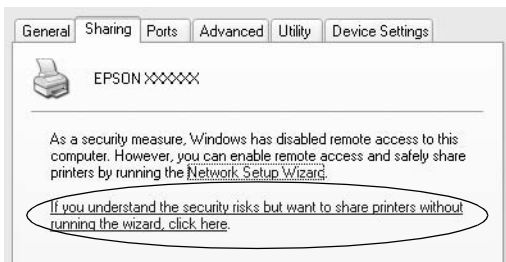 General Sharing Ports Advanced Utility Device Settings
EPSON XXXXXX
As a security measure, Windows has disabled remote access to this
computer. However, you can enable remote access and safely share
printers by running the Network Setup Wizard.
If you understand the security risks but want to share printers without
running the wizard, click here.